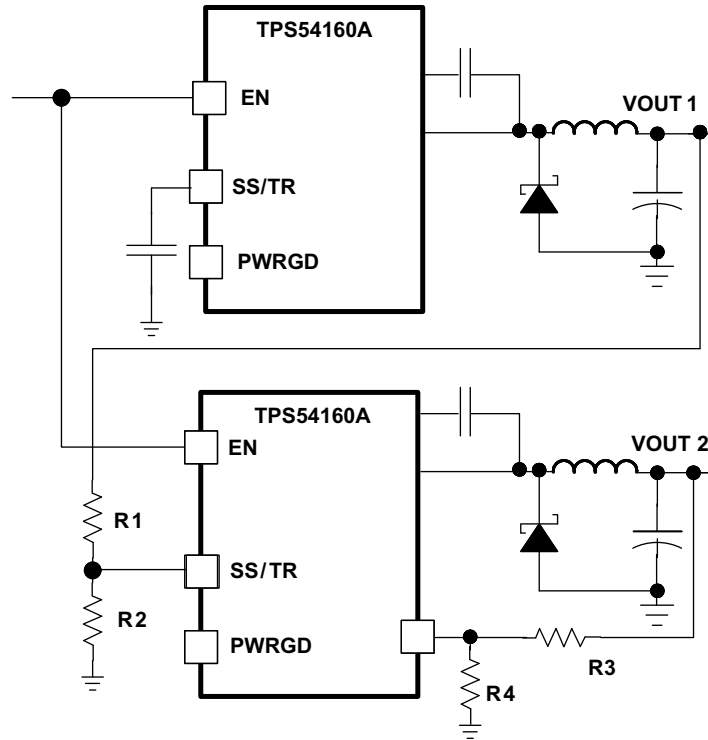 TPS54160A
EN
VOUT 1
SS/TR
PWRGD
TPS54160A
EN
VOUT 2
R1
SS/TR
R2
PWRGD
R3
R4